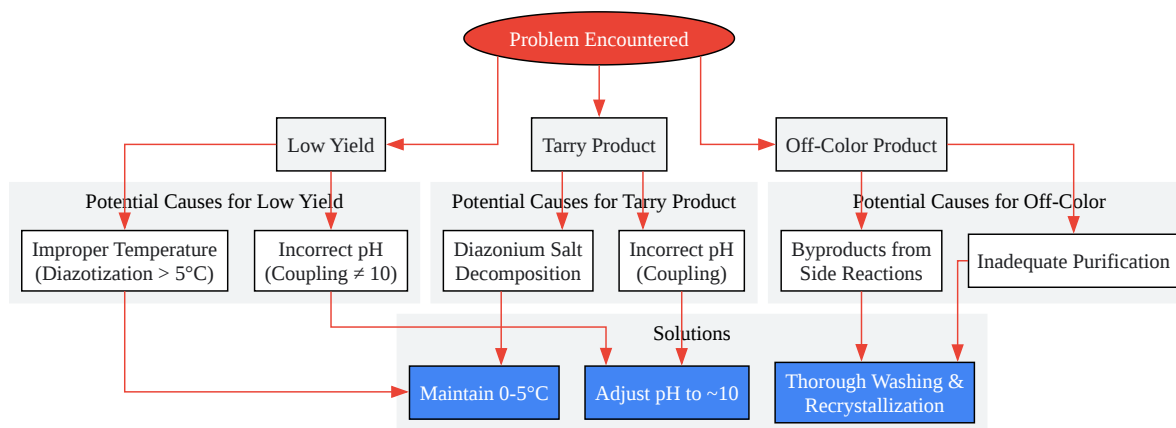 Problem Encountered
Low Yield
Tarry Product
Off-Color Product
Potential Causes for Low Yield
Potential Causes for Tarry Product
Potential Causes for Off-Color
Improper Temperature
(Diazotization > 5°C)
Incorrect pH
(Coupling ≠ 10)
Diazonium Salt
Decomposition
Incorrect pH
(Coupling)
Byproducts from
Side Reactions
Inadequate Purification
Solutions
Maintain 0-5°C
Adjust pH to ~10
Thorough Washing &
Recrystallization